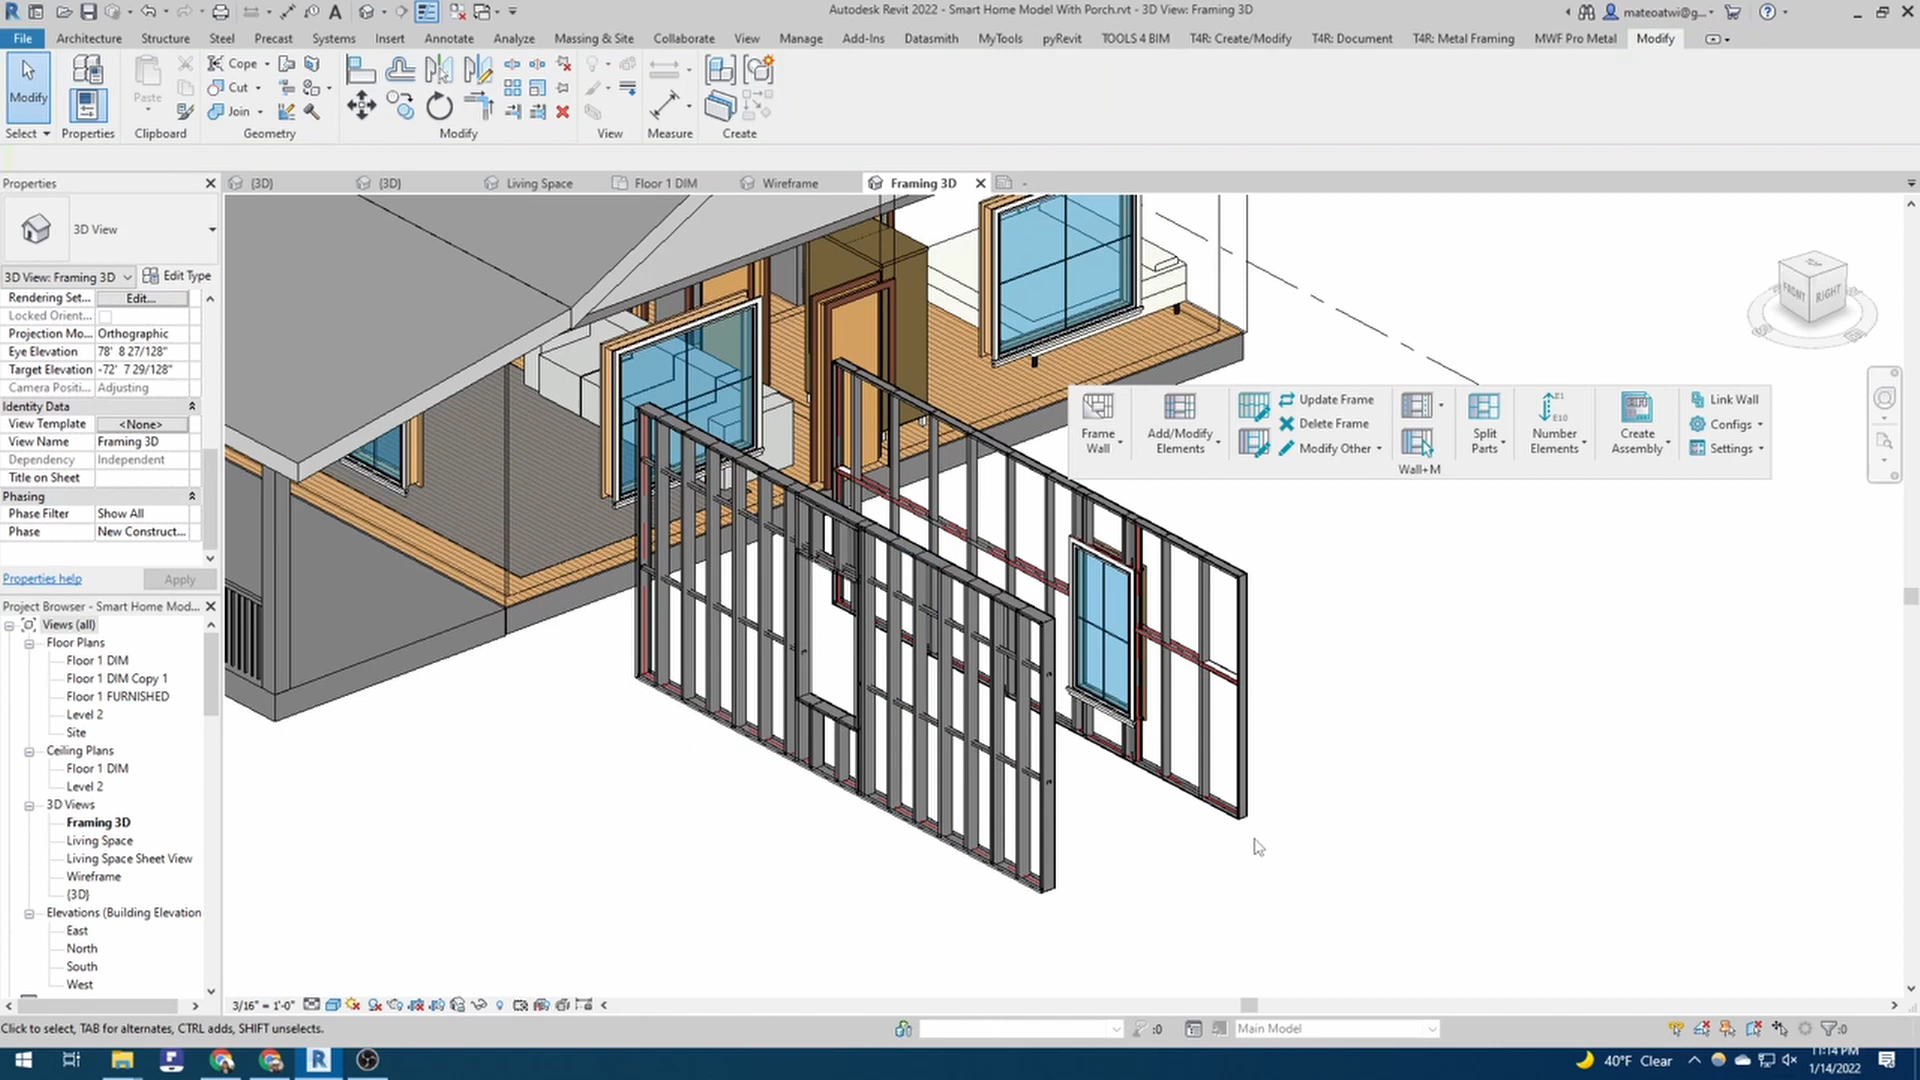 Autodesk Revit 2022 - Smart Home Model With Porch.rvt - 3D View: Framing 3D
mateoatwi@g...
File Architecture Structure Steel Precast Systems Insert Annotate Analyze Massing & Site Collaborate View Manage Add-Ins Datasmith MyTools pyRevit TOOLS 4 BIM T4R: Create/Modify T4R: Document T4R: Metal Framing MWF Pro Metal Modify
Modify
Paste
Cope
Cut
Join
Select Properties Clipboard Geometry Modify View Measure Create
Properties
{3D}
{3D}
Living Space
Floor 1 DIM
Wireframe
Framing 3D
3D View
3D View: Framing 3D
Edit Type
Rendering Set... Edit...
Locked Orient...
Projection Mo... Orthographic
Eye Elevation 78' 8 27/128"
Target Elevation -72' 7 29/128"
Camera Positi... Adjusting
Identity Data
View Template <None>
View Name Framing 3D
Dependency Independent
Title on Sheet
Phasing
Phase Filter Show All
Phase New Construct...
Properties help
Apply
TOP
FRONT
RIGHT
Frame Wall
Add/Modify Elements
Update Frame
Delete Frame
Modify Other
Split Parts
E1
E10
Number Elements
Create Assembly
Link Wall
Configs
Settings
Wall+M
Project Browser - Smart Home Mod...
Views (all)
Floor Plans
Floor 1 DIM
Floor 1 DIM Copy 1
Floor 1 FURNISHED
Level 2
Site
Ceiling Plans
Floor 1 DIM
Level 2
3D Views
Framing 3D
Living Space
Living Space Sheet View
Wireframe
{3D}
Elevations (Building Elevation
East
North
South
West
3/16" = 1'-0"
Click to select, TAB for alternates, CTRL adds, SHIFT unselects.
:0
Main Model
:0
40°F Clear
11:14 PM
1/14/2022